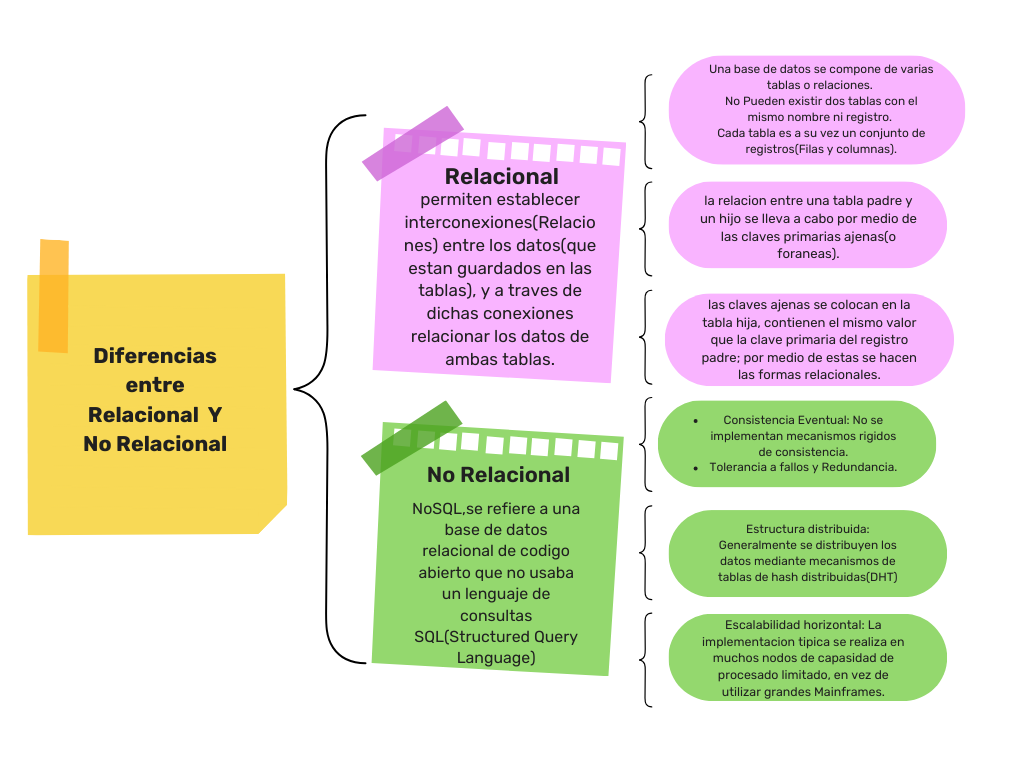 Diferencias
entre
Relacional Y
No Relacional
Relacional
permiten establecer
interconexiones(Relacio
nes) entre los datos(que
estan guardados en las
tablas), y a traves de
dichas conexiones
relacionar los datos de
ambas tablas.
Una base de datos se compone de varias
tablas o relaciones.
No Pueden existir dos tablas con el
mismo nombre ni registro.
Cada tabla es a su vez un conjunto de
registros(Filas y columnas).
la relacion entre una tabla padre y
un hijo se lleva a cabo por medio de
las claves primarias ajenas(o
foraneas).
las claves ajenas se colocan en la
tabla hija, contienen el mismo valor
que la clave primaria del registro
padre; por medio de estas se hacen
las formas relacionales.
No Relacional
NoSQL,se refiere a una
base de datos
relacional de codigo
abierto que no usaba
un lenguaje de
consultas
SQL(Structured Query
Language)
• Consistencia Eventual: No se
implementan mecanismos rigidos
de consistencia.
• Tolerancia a fallos y Redundancia.
Estructura distribuida:
Generalmente se distribuyen los
datos mediante mecanismos de
tablas de hash distribuidas(DHT)
Escalabilidad horizontal: La
implementacion tipica se realiza en
muchos nodos de capasidad de
procesado limitado, en vez de
utilizar grandes Mainframes.